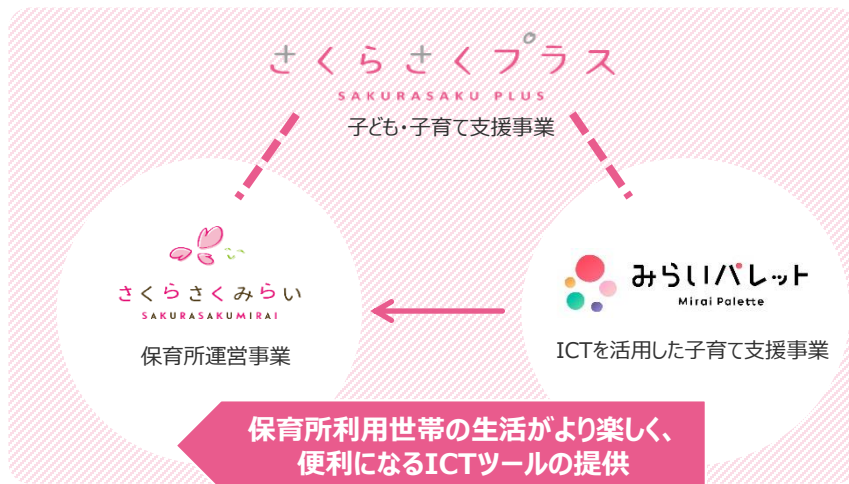 さくらさくプラス
SAKURASAKU PLUS
子ども・子育て支援事業
さくらさくみらい
SAKURASAKUMIRAI
保育所運営事業
みらいパレット
Mirai Palette
ICTを活用した子育て支援事業
保育所利用世帯の生活がより楽しく、
便利になるICTツールの提供